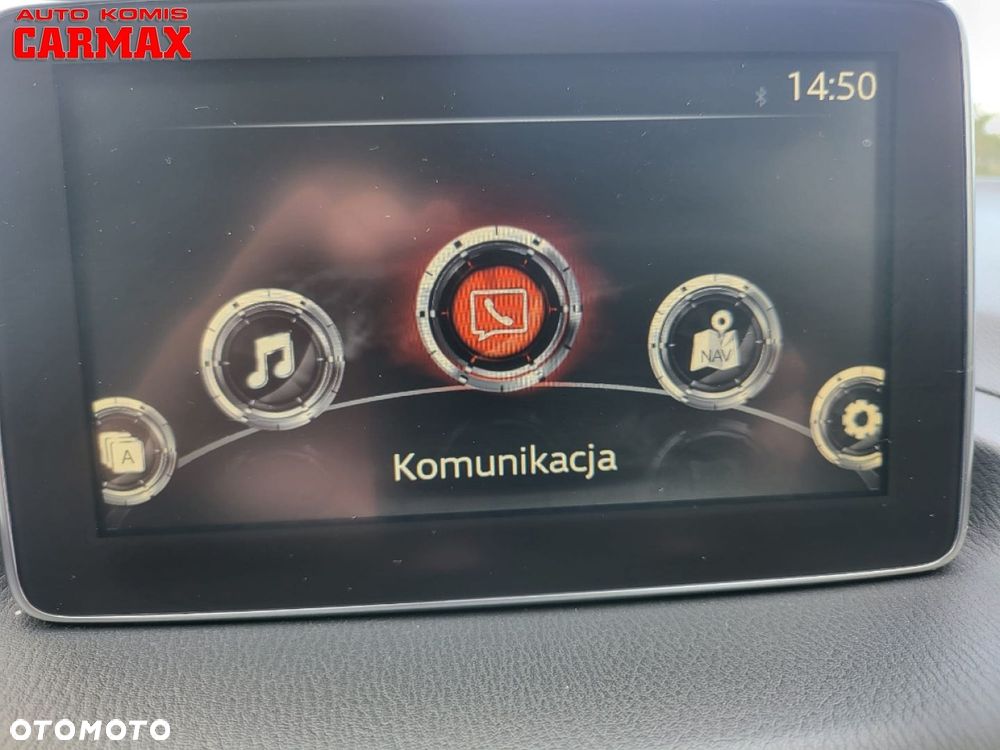 AUTO KOMIS
CARMAX
14:50
NAV
A
Komunikacja
OTOMOTO